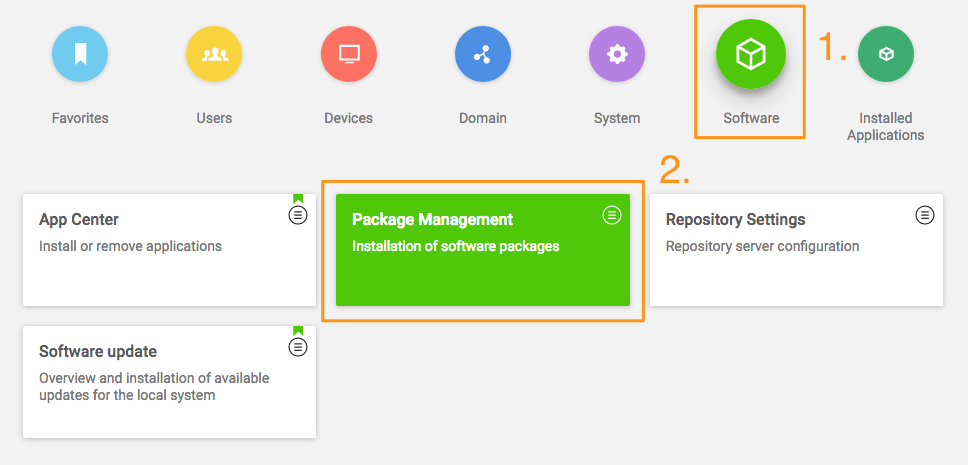 1.
Favorites
Users
Devices
Domain
System
Software
Installed
Applications
2.
App Center
Install or remove applications
Package Management
Installation of software packages
Repository Settings
Repository server configuration
Software update
Overview and installation of available
updates for the local system